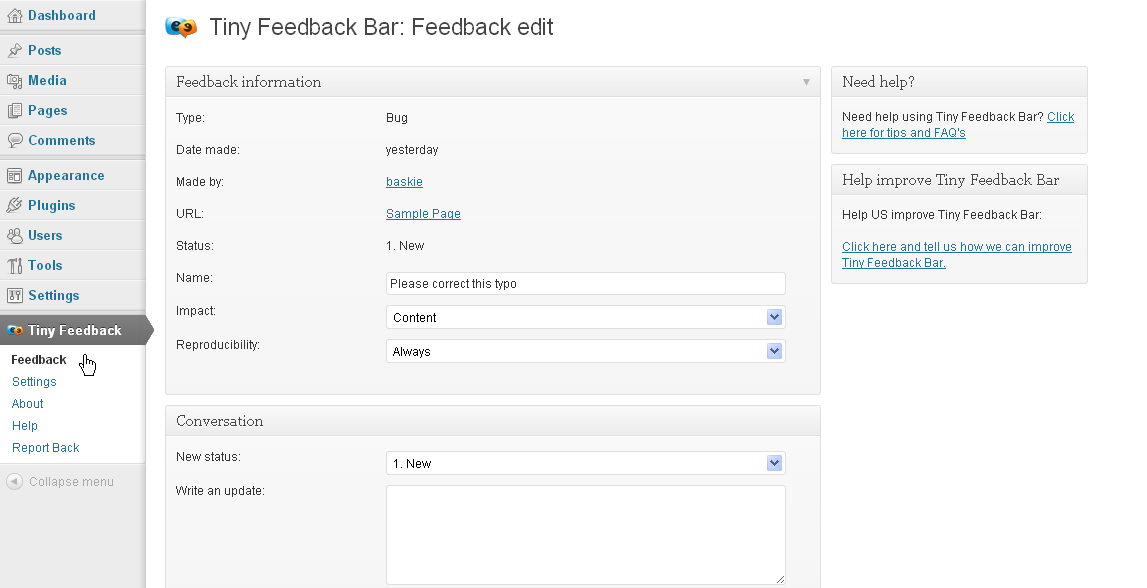 Dashboard
Posts
Media
Pages
Comments
Appearance
Plugins
Users
Tools
Settings
Tiny Feedback
Feedback
Settings
About
Help
Report Back
Collapse menu
Tiny Feedback Bar: Feedback edit
Feedback information
Type: Bug
Date made: yesterday
Made by: baskie
URL: Sample Page
Status: 1. New
Name: Please correct this typo
Impact: Content
Reproducibility: Always
Conversation
New status: 1. New
Write an update:
Need help?
Need help using Tiny Feedback Bar? Click
here for tips and FAQ's
Help improve Tiny Feedback Bar
Help US improve Tiny Feedback Bar:
Click here and tell us how we can improve
Tiny Feedback Bar.